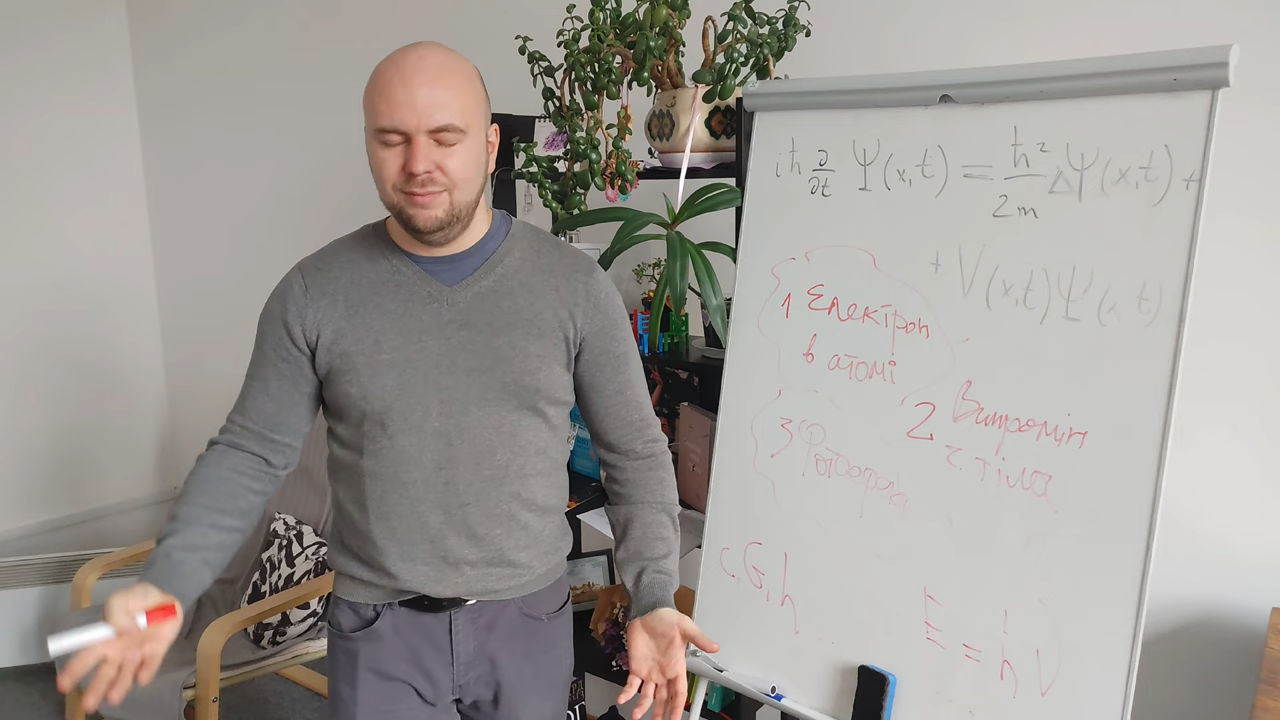 iħ ∂/∂t Ψ(x,t) = ħ²/2m ΔΨ(x,t) +
+ V(x,t)Ψ(x,t)
1 Електрон
в атомі
2 Випромін
ч. тіла
3 Фотоефект
c G, h
E = hν